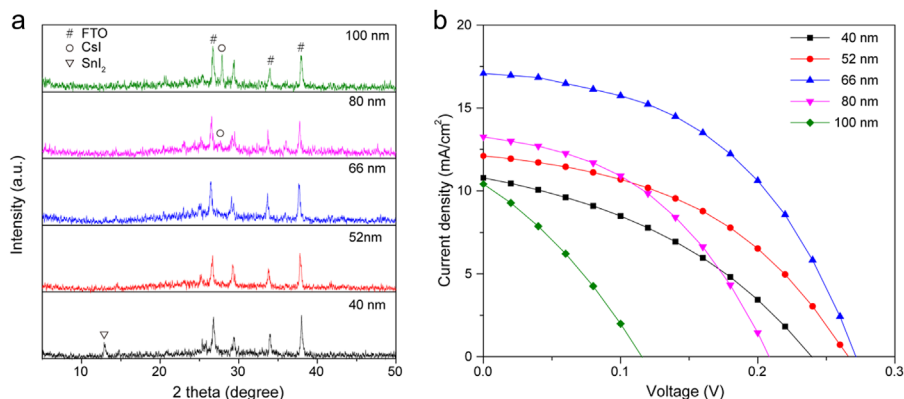 a
# FTO
○ CsI
▽ SnI₂
100 nm
# ○ # #
80 nm
○
66 nm
52nm
40 nm
▽
Intensity (a.u.)
5 10 20 30 40 50
2 theta (degree)
b
40 nm
52 nm
66 nm
80 nm
100 nm
Current density (mA/cm²)
20
15
10
5
0
0.0 0.1 0.2 0.3
Voltage (V)